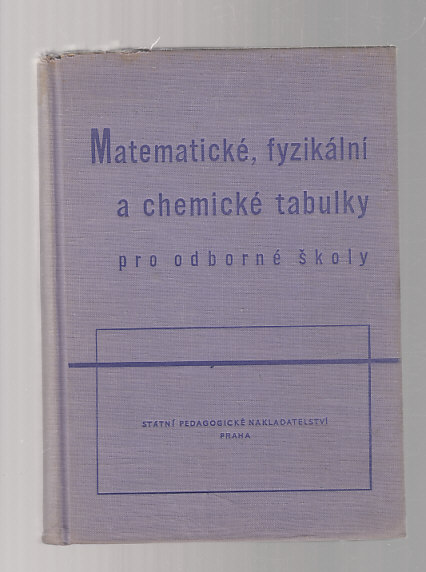 Matematické, fyzikální
a chemické tabulky
pro odborné školy
STÁTNÍ PEDAGOGICKÉ NAKLADATELSTVÍ
PRAHA